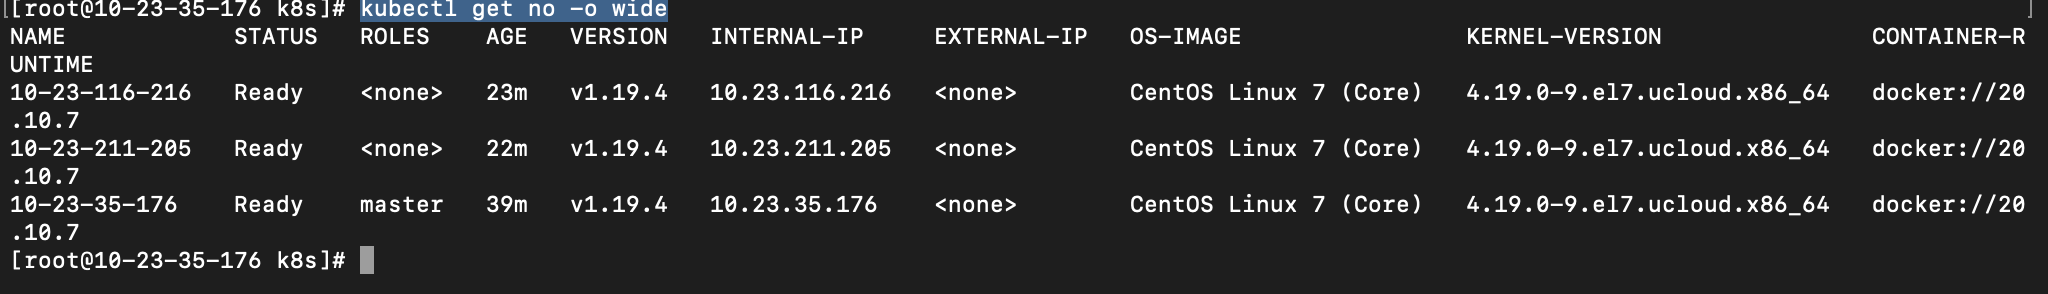 [[root@10-23-35-176 k8s]# kubectl get no -o wide ]
NAME            STATUS   ROLES    AGE   VERSION   INTERNAL-IP     EXTERNAL-IP   OS-IMAGE                KERNEL-VERSION                 CONTAINER-R
UNTIME
10-23-116-216   Ready    <none>   23m   v1.19.4   10.23.116.216   <none>        CentOS Linux 7 (Core)   4.19.0-9.el7.ucloud.x86_64   docker://20
.10.7
10-23-211-205   Ready    <none>   22m   v1.19.4   10.23.211.205   <none>        CentOS Linux 7 (Core)   4.19.0-9.el7.ucloud.x86_64   docker://20
.10.7
10-23-35-176    Ready    master   39m   v1.19.4   10.23.35.176    <none>        CentOS Linux 7 (Core)   4.19.0-9.el7.ucloud.x86_64   docker://20
.10.7
[root@10-23-35-176 k8s]#